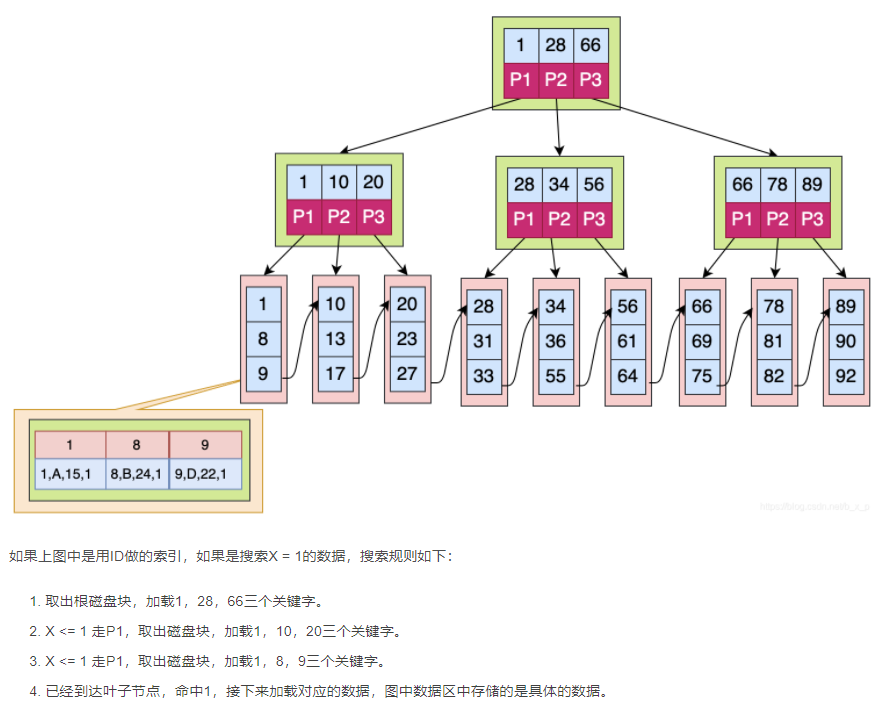 1 28 66
P1 P2 P3
1 10 20
P1 P2 P3
28 34 56
P1 P2 P3
66 78 89
P1 P2 P3
1 10 20 28 34 56 66 78 89
8 13 23 31 36 61 69 81 90
9 17 27 33 55 64 75 82 92
1 8 9
1,A,15,1 8,B,24,1 9,D,22,1
https://blog.csdn.net/b_x_p
如果上图中是用ID做的索引，如果是搜索X = 1的数据，搜索规则如下：
1. 取出根磁盘块，加载1，28，66三个关键字。
2. X <= 1 走P1，取出磁盘块，加载1，10，20三个关键字。
3. X <= 1 走P1，取出磁盘块，加载1，8，9三个关键字。
4. 已经到达叶子节点，命中1，接下来加载对应的数据，图中数据区中存储的是具体的数据。